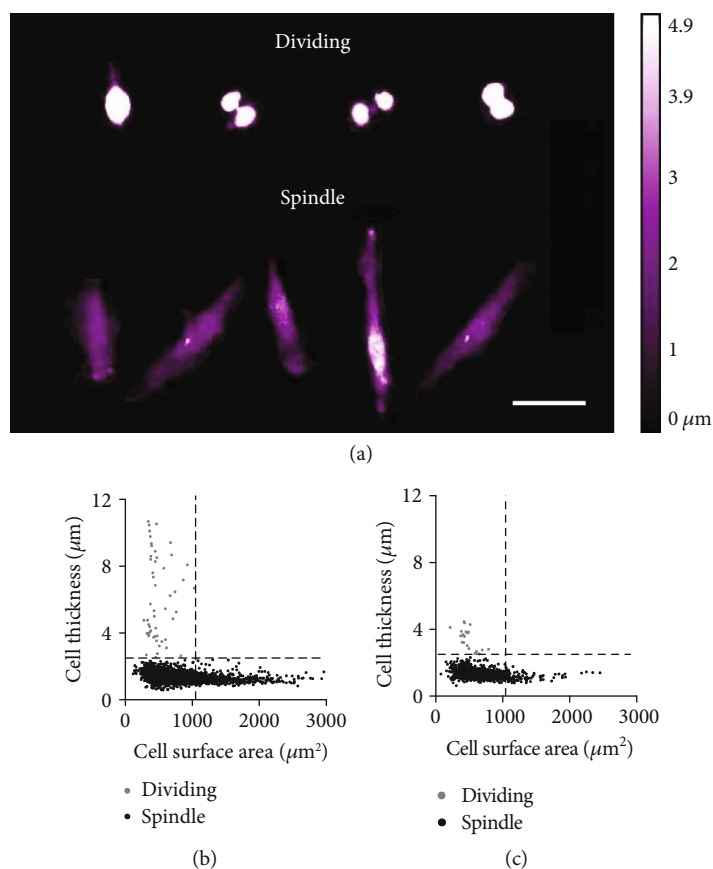 Dividing
Spindle
4.9
3.9
3
2
1
0 μm
(a)
Cell thickness (μm)
12
8
4
0
0 1000 2000 3000
Cell surface area (μm²)
Dividing
Spindle
(b)
Cell thickness (μm)
12
8
4
0
0 1000 2000 3000
Cell surface area (μm²)
Dividing
Spindle
(c)